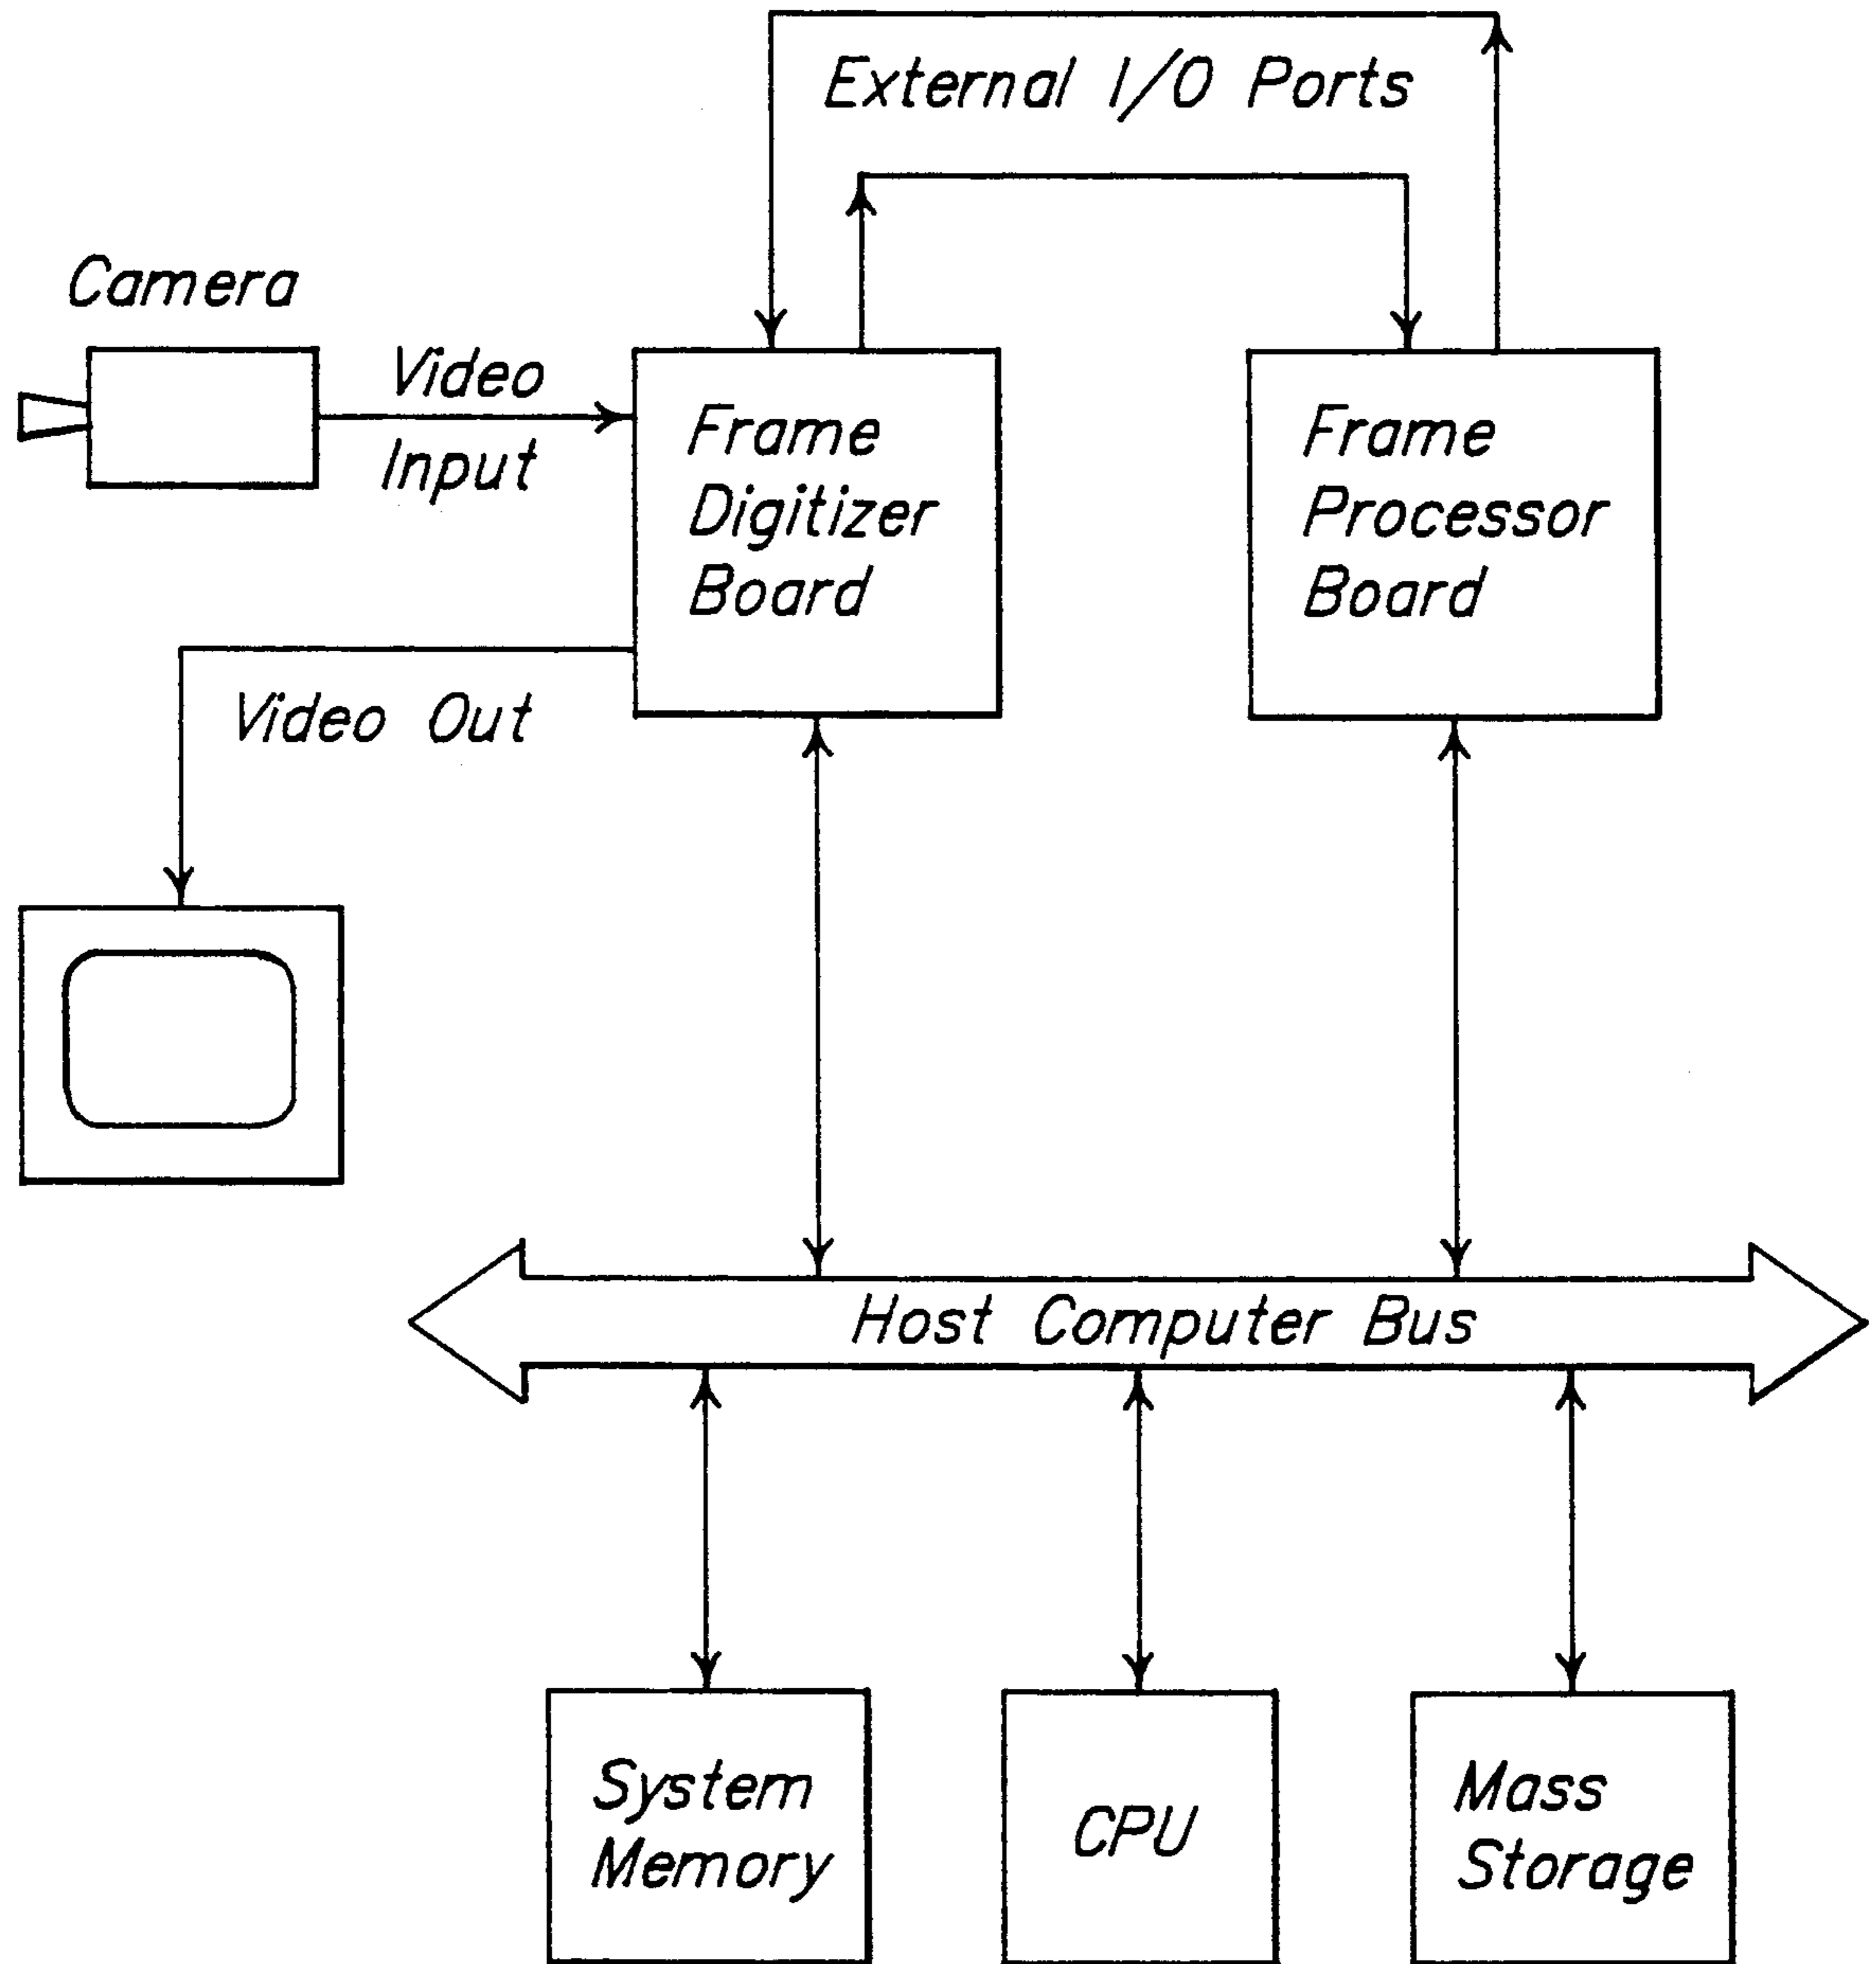 External I/O Ports
Camera
Video
Input
Frame
Digitizer
Board
Frame
Processor
Board
Video Out
Host Computer Bus
System
Memory
CPU
Mass
Storage